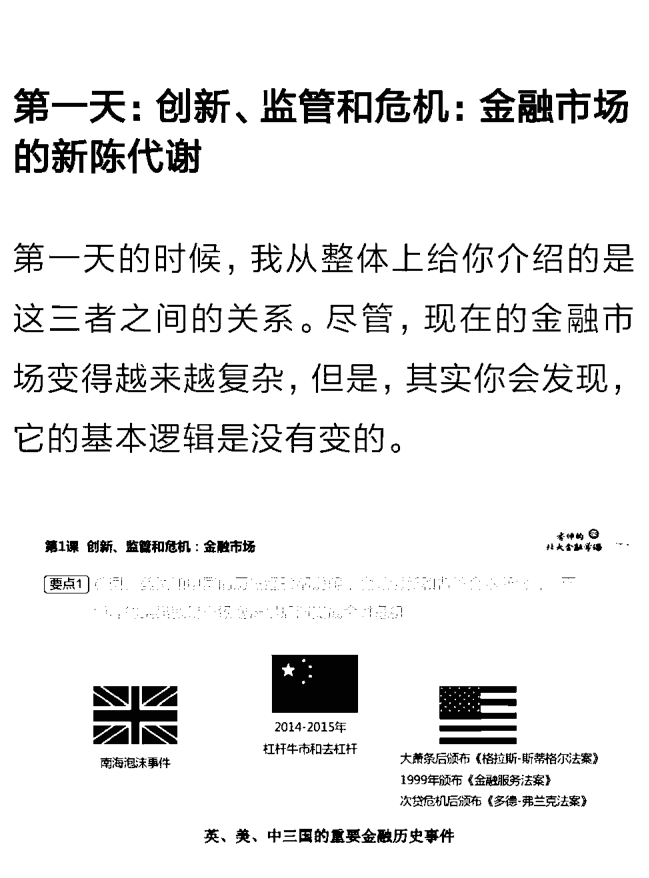 第一天：创新、监管和危机：金融市场
的新陈代谢
第一天的时候，我从整体上给你介绍的是
这三者之间的关系。尽管，现在的金融市
场变得越来越复杂，但是，其实你会发现，
它的基本逻辑是没有变的。
第1课 创新、监管和危机：金融市场
香帅的
北大金融学课
要点1
2014-2015年
杠杆牛市和去杠杆
南海泡沫事件
大萧条后颁布《格拉斯-斯蒂格尔法案》
1999年颁布《金融服务法案》
次贷危机后颁布《多德-弗兰克法案》
英、美、中三国的重要金融历史事件